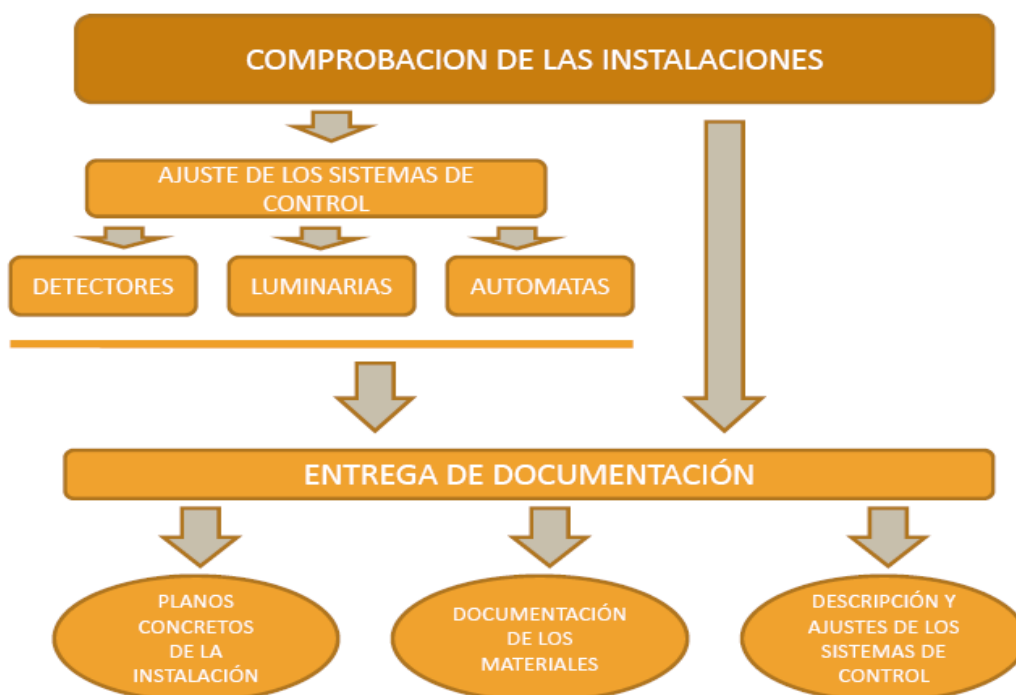 COMPROBACION DE LAS INSTALACIONES
AJUSTE DE LOS SISTEMAS DE
CONTROL
DETECTORES
LUMINARIAS
AUTOMATAS
ENTREGA DE DOCUMENTACIÓN
PLANOS
CONCRETOS
DE LA
INSTALACIÓN
DOCUMENTACIÓN
DE LOS
MATERIALES
DESCRIPCIÓN Y
AJUSTES DE LOS
SISTEMAS DE
CONTROL